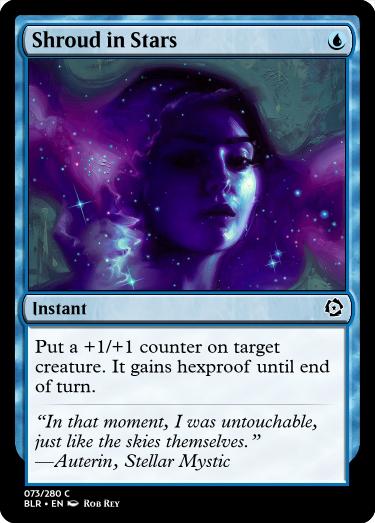 Shroud in Stars
Instant
Put a +1/+1 counter on target
creature. It gains hexproof until end
of turn.
“In that moment, I was untouchable,
just like the skies themselves.”
—Auterin, Stellar Mystic
073/280 C
BLR • EN Rob Rey